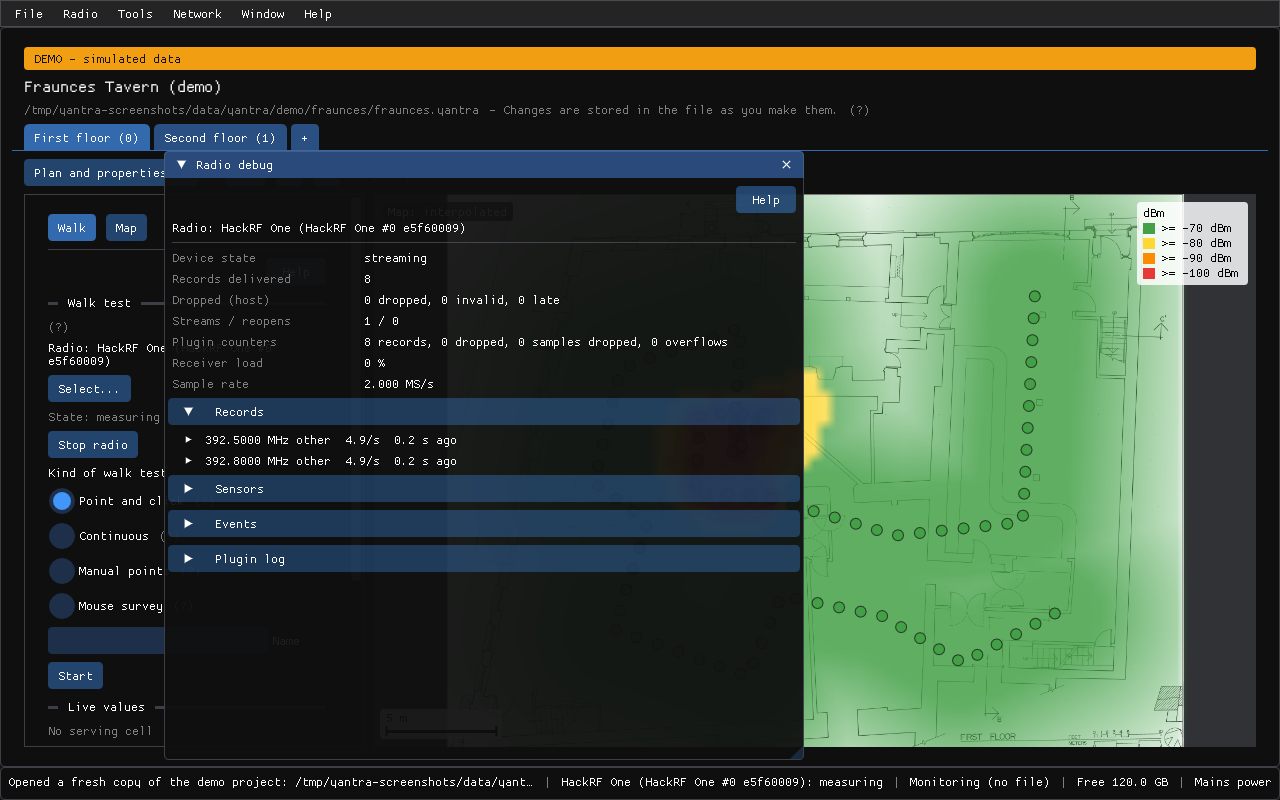 File Radio Tools Network Window Help
DEMO - simulated data
Fraunces Tavern (demo)
/tmp/yantra-screenshots/data/yantra/demo/fraunces/fraunces.yantra - Changes are stored in the file as you make them. (?)
First floor (0) Second floor (1) +
Plan and properties
Radio debug
Help
Walk Map
Map: interpolated
Radio: HackRF One (HackRF One #0 e5f60009)
Device state streaming
Records delivered 8
Dropped (host) 0 dropped, 0 invalid, 0 late
Streams / reopens 1 / 0
Plugin counters 8 records, 0 dropped, 0 samples dropped, 0 overflows
Receiver load 0 %
Sample rate 2.000 MS/s
Records
392.5000 MHz other 4.9/s 0.2 s ago
392.8000 MHz other 4.9/s 0.2 s ago
Sensors
Events
Plugin log
Help
Walk test
(?)
Radio: HackRF One
e5f60009)
Select...
State: measuring
Stop radio
Kind of walk test
Point and cl
Continuous (
Manual point
Mouse survey (?)
Name
Start
Live values
No serving cell
5 m
dBm
>= -70 dBm
>= -80 dBm
>= -90 dBm
>= -100 dBm
FIRST FLOOR
FEET
METERS
Opened a fresh copy of the demo project: /tmp/yantra-screenshots/data/yant… | HackRF One (HackRF One #0 e5f60009): measuring | Monitoring (no file) | Free 120.0 GB | Mains power